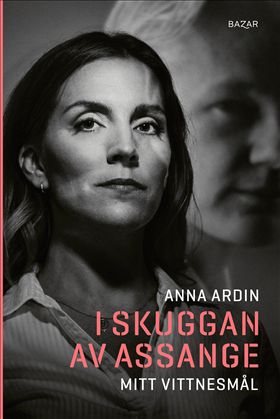 BAZAR
ANNA ARDIN
I SKUGGAN
AV ASSANGE
MITT VITTNESMÅL